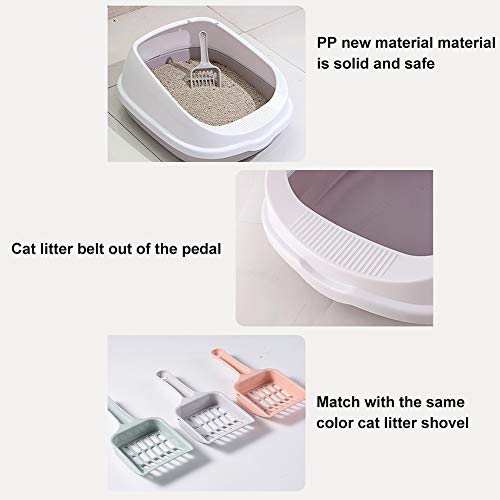 PP new material material
is solid and safe
Cat litter belt out of the pedal
Match with the same
color cat litter shovel